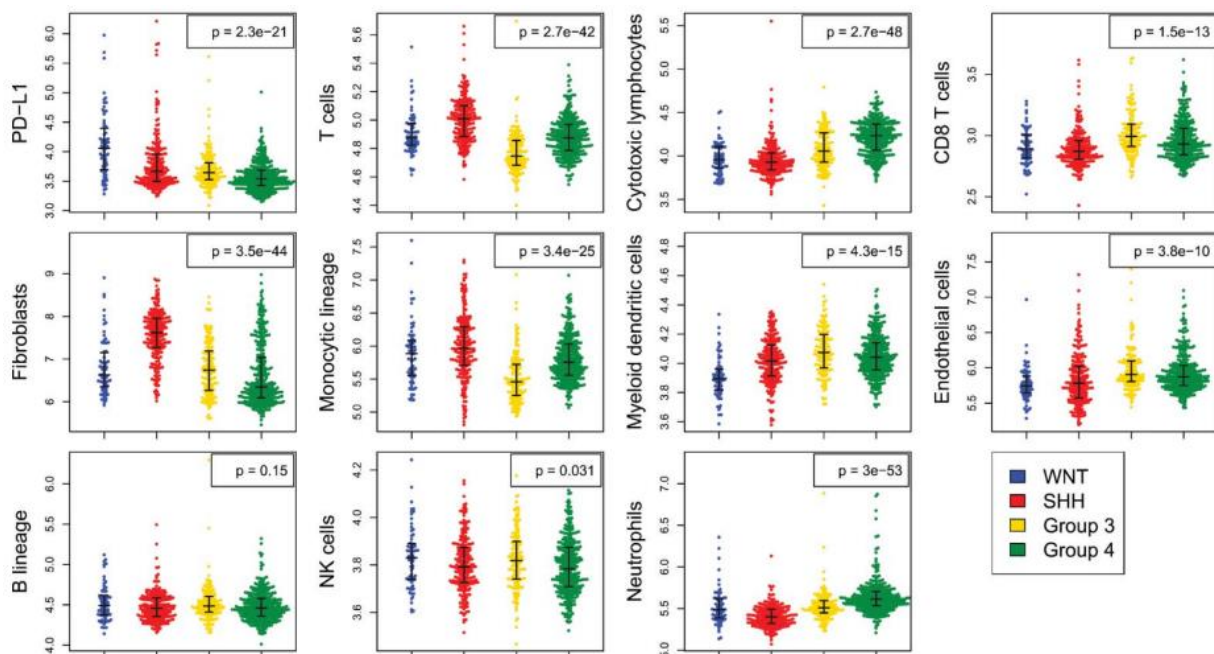 PD-L1
6.0
5.5
5.0
4.5
4.0
3.5
3.0
p = 2.3e-21
T cells
5.6
5.4
5.2
5.0
4.8
4.6
4.4
p = 2.7e-42
Cytotoxic lymphocytes
5.5
5.0
4.5
4.0
3.5
p = 2.7e-48
CD8 T cells
3.5
3.0
2.5
p = 1.5e-13
Fibroblasts
9
8
7
6
p = 3.5e-44
Monocytic lineage
7.5
7.0
6.5
6.0
5.5
5.0
p = 3.4e-25
Myeloid dendritic cells
4.8
4.6
4.4
4.2
4.0
3.8
3.6
p = 4.3e-15
Endothelial cells
7.5
7.0
6.5
6.0
5.5
p = 3.8e-10
B lineage
6.0
5.5
5.0
4.5
4.0
p = 0.15
NK cells
4.2
4.0
3.8
3.6
p = 0.031
Neutrophils
7.0
6.5
6.0
5.5
5.0
p = 3e-53
WNT
SHH
Group 3
Group 4